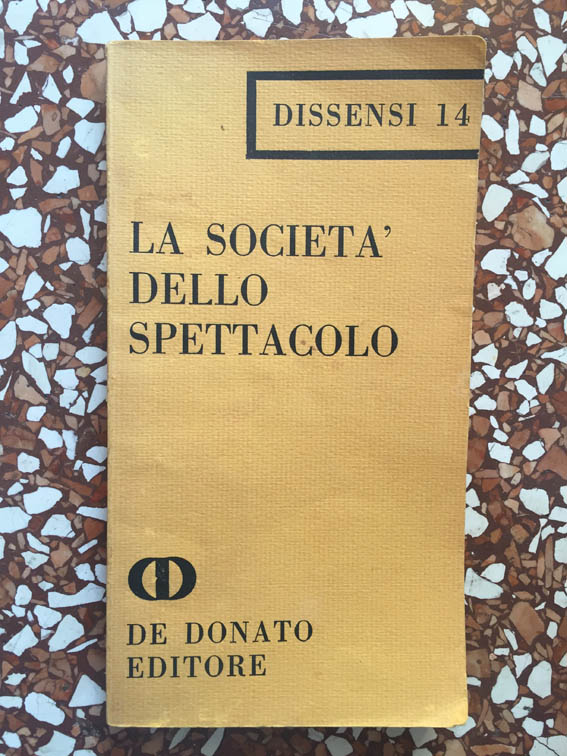 DISSENSI 14
LA SOCIETA'
DELLO
SPETTACOLO
DE DONATO
EDITORE